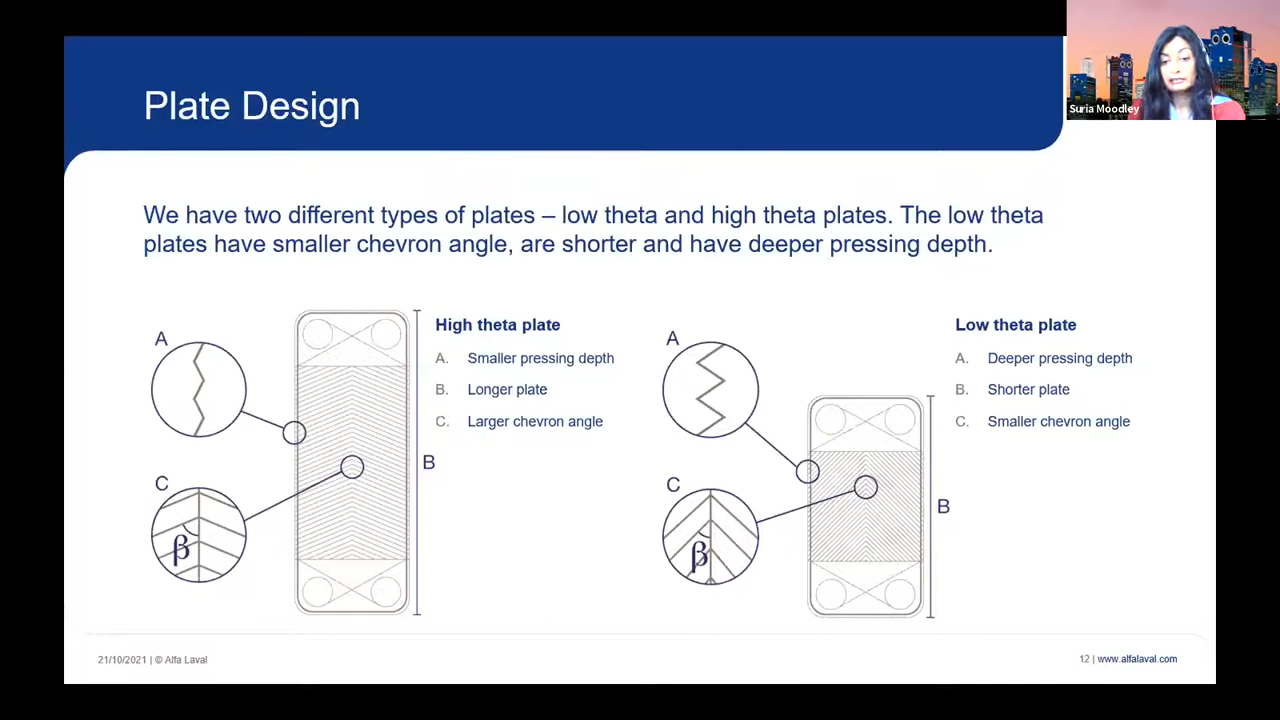 Plate Design
Suria Moodley
We have two different types of plates – low theta and high theta plates. The low theta
plates have smaller chevron angle, are shorter and have deeper pressing depth.
A
High theta plate
A. Smaller pressing depth
B. Longer plate
C. Larger chevron angle
B
C
β
A
Low theta plate
A. Deeper pressing depth
B. Shorter plate
C. Smaller chevron angle
B
C
β
21/10/2021 | © Alfa Laval
12 | www.alfalaval.com